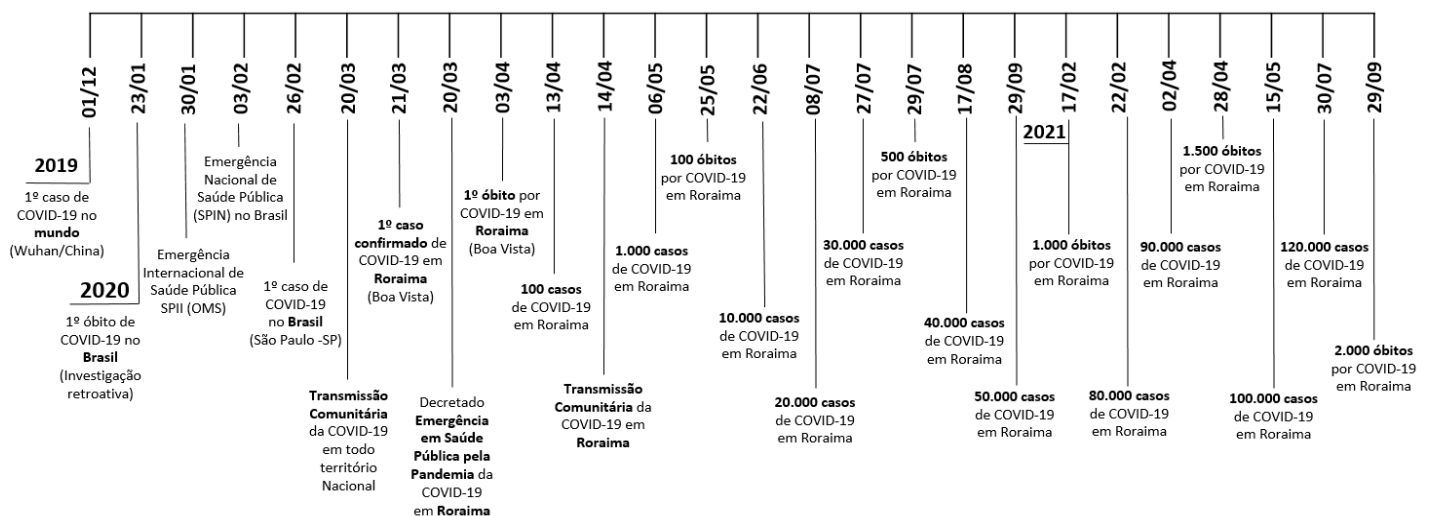 01/12
23/01
30/01
03/02
26/02
20/03
21/03
20/03
03/04
13/04
14/04
06/05
25/05
22/06
08/07
27/07
29/07
17/08
29/09
17/02
22/02
02/04
28/04
15/05
30/07
29/09
2019
1º caso de
COVID-19 no
mundo
(Wuhan/China)
2020
1º óbito de
COVID-19 no
Brasil
(Investigação
retroativa)
Emergência
Internacional de
Saúde Pública
SPII (OMS)
Emergência
Nacional de
Saúde Pública
(SPIN) no Brasil
1º caso de
COVID-19
no Brasil
(São Paulo -SP)
Transmissão
Comunitária
da COVID-19
em todo
território
Nacional
1º caso
confirmado de
COVID-19 em
Roraima
(Boa Vista)
Decretado
Emergência
em Saúde
Pública pela
Pandemia da
COVID-19
em Roraima
1º óbito por
COVID-19 em
Roraima
(Boa Vista)
100 casos
de COVID-19
em Roraima
Transmissão
Comunitária da
COVID-19 em
Roraima
1.000 casos
de COVID-19
em Roraima
100 óbitos
por COVID-19
em Roraima
10.000 casos
de COVID-19
em Roraima
20.000 casos
de COVID-19
em Roraima
30.000 casos
de COVID-19
em Roraima
500 óbitos
por COVID-19
em Roraima
40.000 casos
de COVID-19
em Roraima
50.000 casos
de COVID-19
em Roraima
2021
1.000 óbitos
por COVID-19
em Roraima
80.000 casos
de COVID-19
em Roraima
90.000 casos
de COVID-19
em Roraima
1.500 óbitos
por COVID-19
em Roraima
100.000 casos
de COVID-19
em Roraima
120.000 casos
de COVID-19
em Roraima
2.000 óbitos
por COVID-19
em Roraima